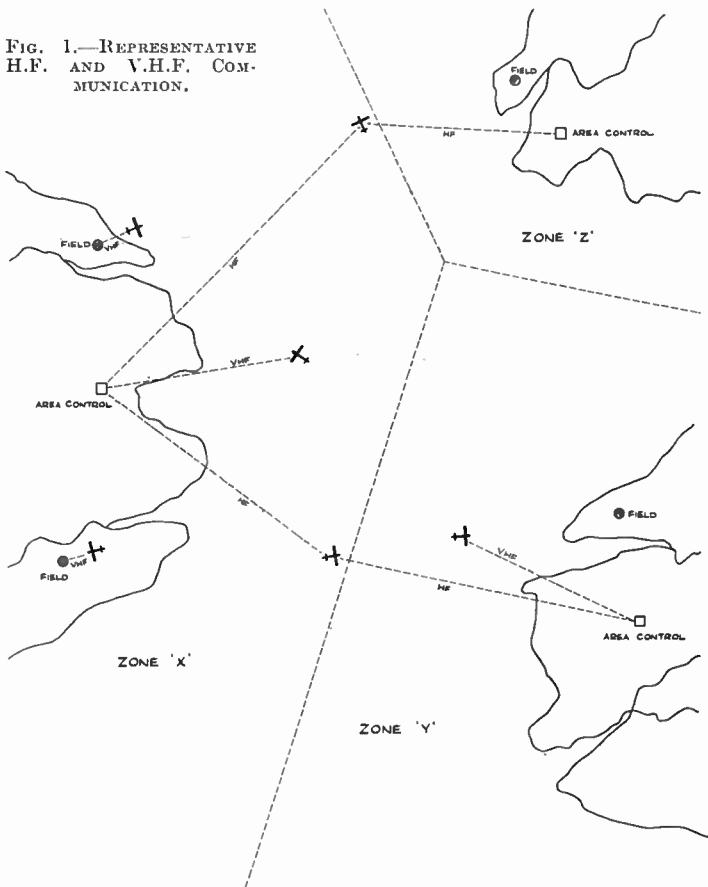 FIG. 1.—REPRESENTATIVE
H.F. AND V.H.F. COM-
MUNICATION.
FIELD
HF
AREA CONTROL
ZONE 'Z'
FIELD
VHF
HF
VHF
AREA CONTROL
HF
FIELD
VHF
FIELD
VHF
HF
AREA CONTROL
ZONE 'X'
ZONE 'Y'